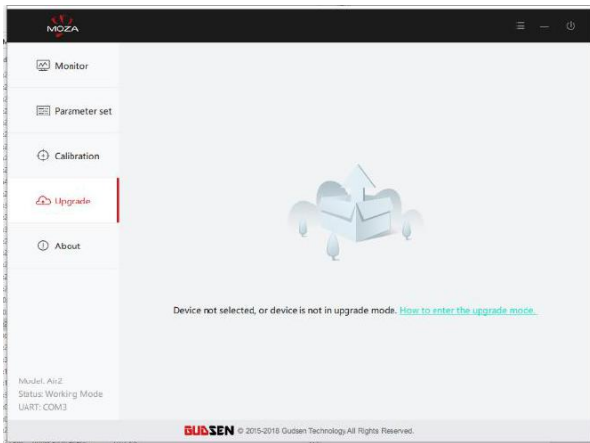 MOZA
Monitor
Parameter set
Calibration
Upgrade
About
Device not selected, or device is not in upgrade mode. How to enter the upgrade mode.
Model: Air2
Status: Working Mode
UART: COM3
GUDSEN © 2015-2018 Gudsen Technology.All Rights Reserved.